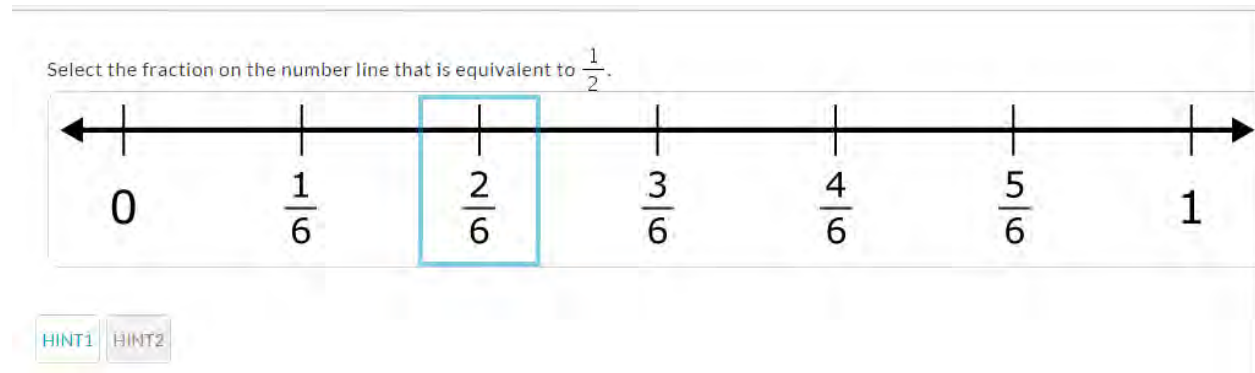 Select the fraction on the number line that is equivalent to 1/2.
0 1/6 2/6 3/6 4/6 5/6 1
HINT1 HINT2